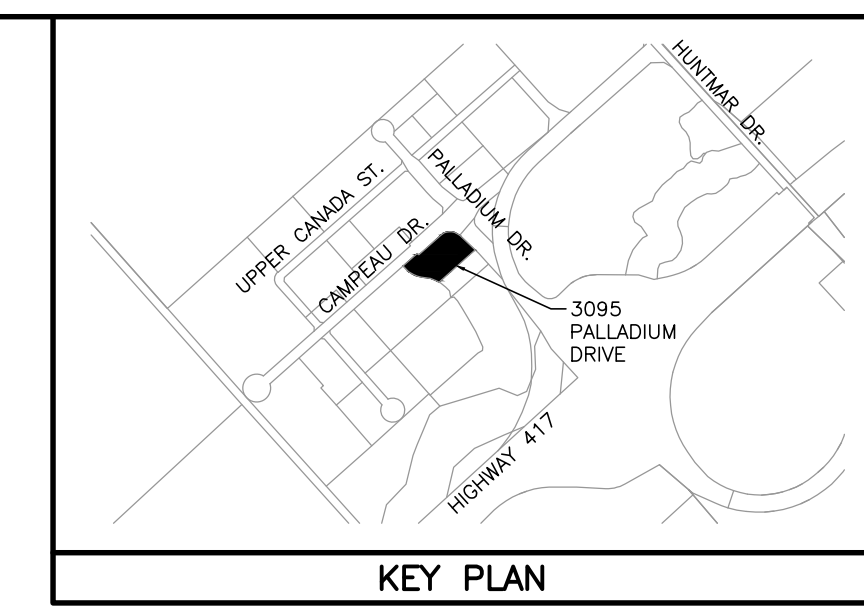 HUNTMAR DR.
PALLADIUM DR.
UPPER CANADA ST.
CAMPEAU DR.
3095
PALLADIUM
DRIVE
HIGHWAY 417
KEY PLAN